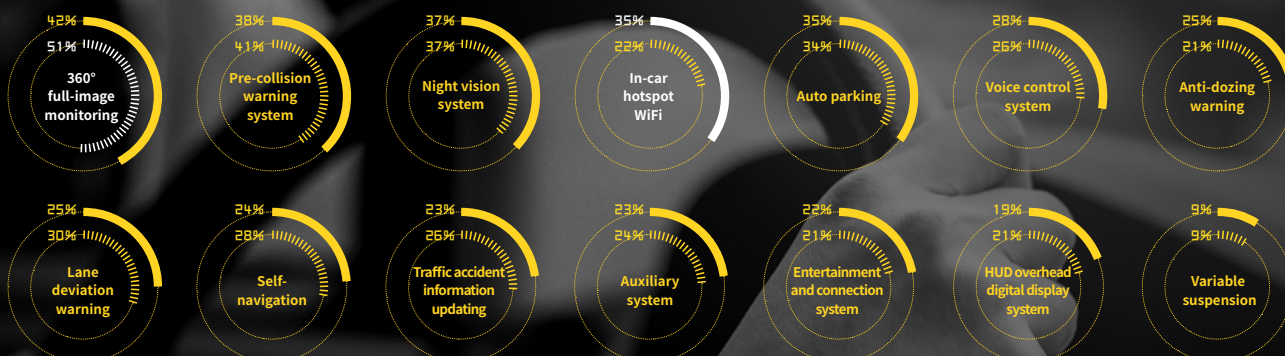 42%
51%
360°
full-image
monitoring
38%
41%
Pre-collision
warning
system
37%
37%
Night vision
system
35%
22%
In-car
hotspot
WiFi
35%
34%
Auto parking
28%
26%
Voice control
system
25%
21%
Anti-dozing
warning
25%
30%
Lane
deviation
warning
24%
28%
Self-
navigation
23%
26%
Traffic accident
information
updating
23%
24%
Auxiliary
system
22%
21%
Entertainment
and connection
system
19%
21%
HUD overhead
digital display
system
9%
9%
Variable
suspension